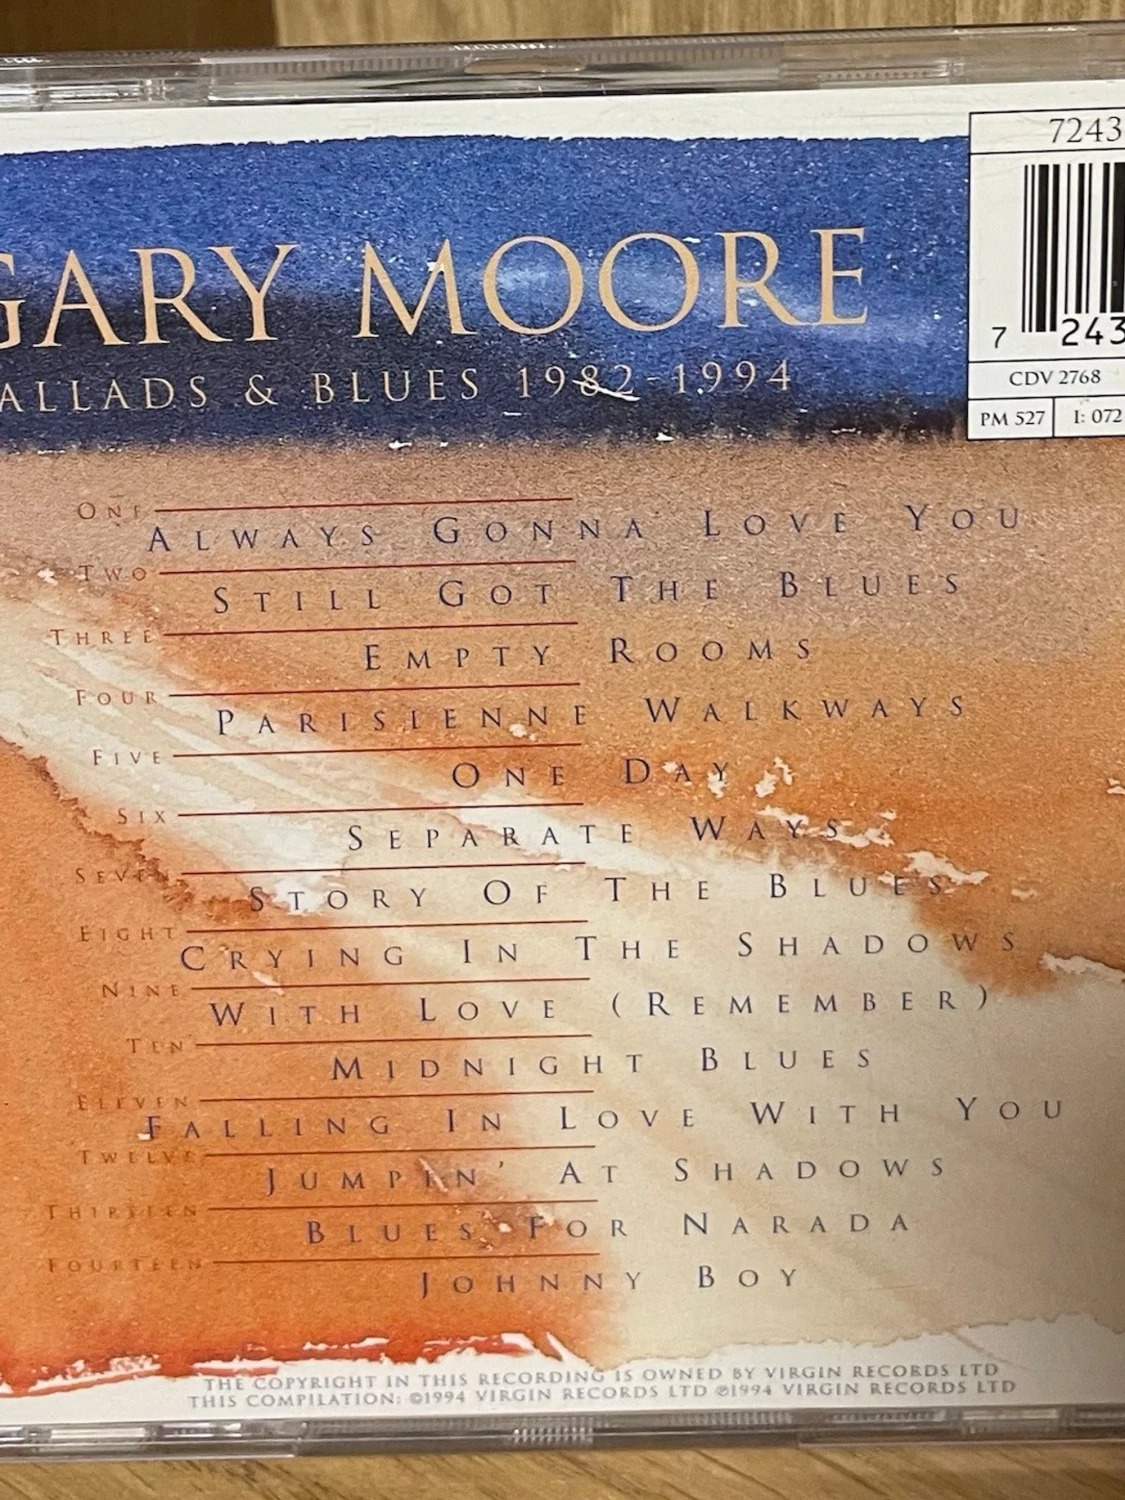 7243
GARY MOORE
7 243
ALLADS & BLUES 1982-1994
CDV 2768
PM 527
I: 072
ONE
ALWAYS GONNA LOVE YOU
TWO
STILL GOT THE BLUES
THREE
EMPTY ROOMS
FOUR
PARISIENNE WALKWAYS
FIVE
ONE DAY
SIX
SEPARATE WAYS
SEVEN
STORY OF THE BLUES
EIGHT
CRYING IN THE SHADOWS
NINE
WITH LOVE (REMEMBER)
TEN
MIDNIGHT BLUES
ELEVEN
FALLING IN LOVE WITH YOU
TWELVE
JUMPIN' AT SHADOWS
THIRTEEN
BLUES FOR NARADA
FOURTEEN
JOHNNY BOY
THE COPYRIGHT IN THIS RECORDING IS OWNED BY VIRGIN RECORDS LTD
THIS COMPILATION: ©1994 VIRGIN RECORDS LTD ℗1994 VIRGIN RECORDS LTD